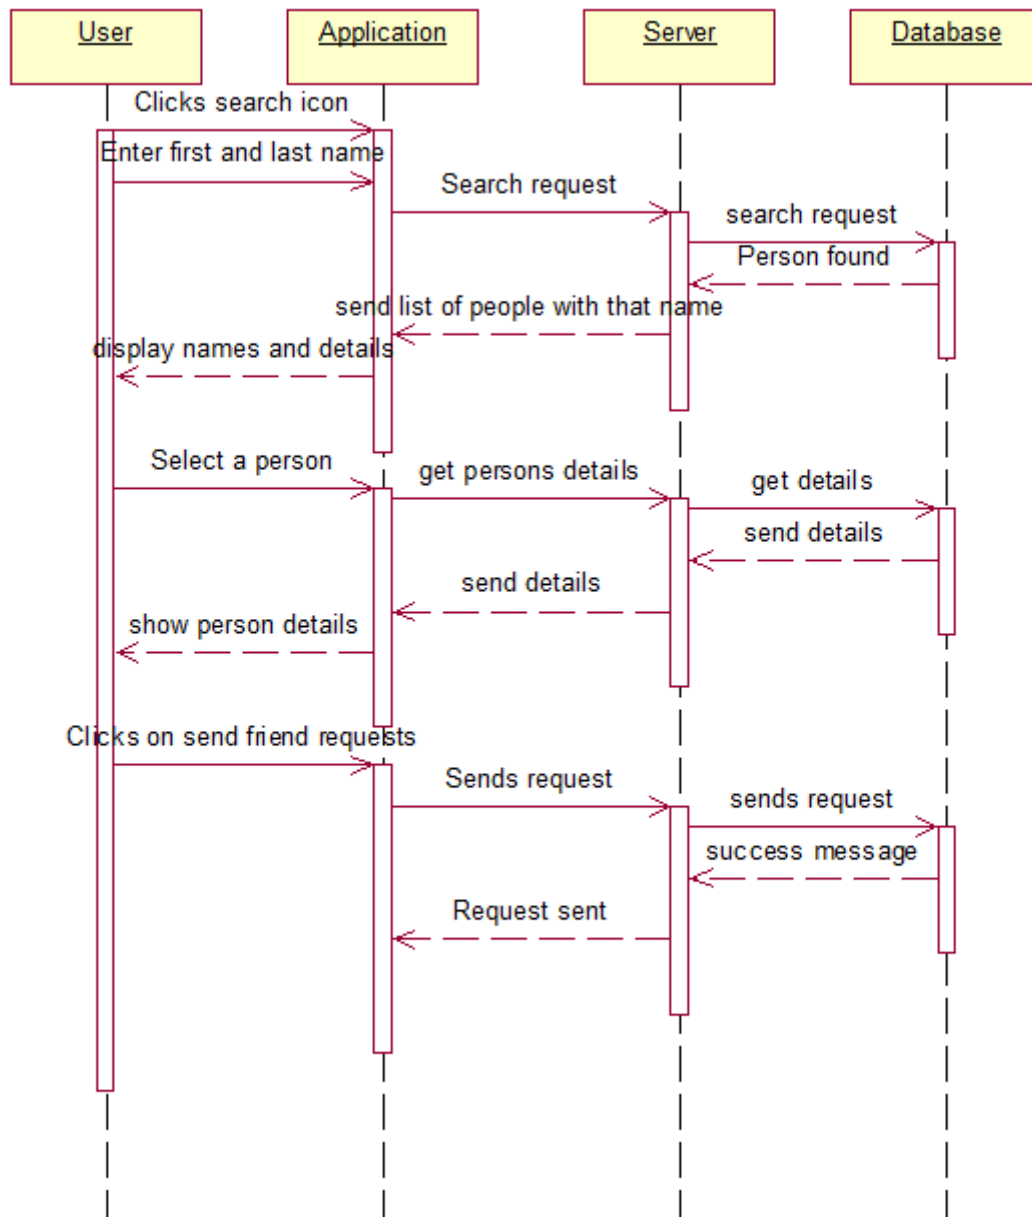 User
Application
Server
Database
Clicks search icon
Enter first and last name
Search request
search request
Person found
send list of people with that name
display names and details
Select a person
get persons details
get details
send details
send details
show person details
Clicks on send friend requests
Sends request
sends request
success message
Request sent